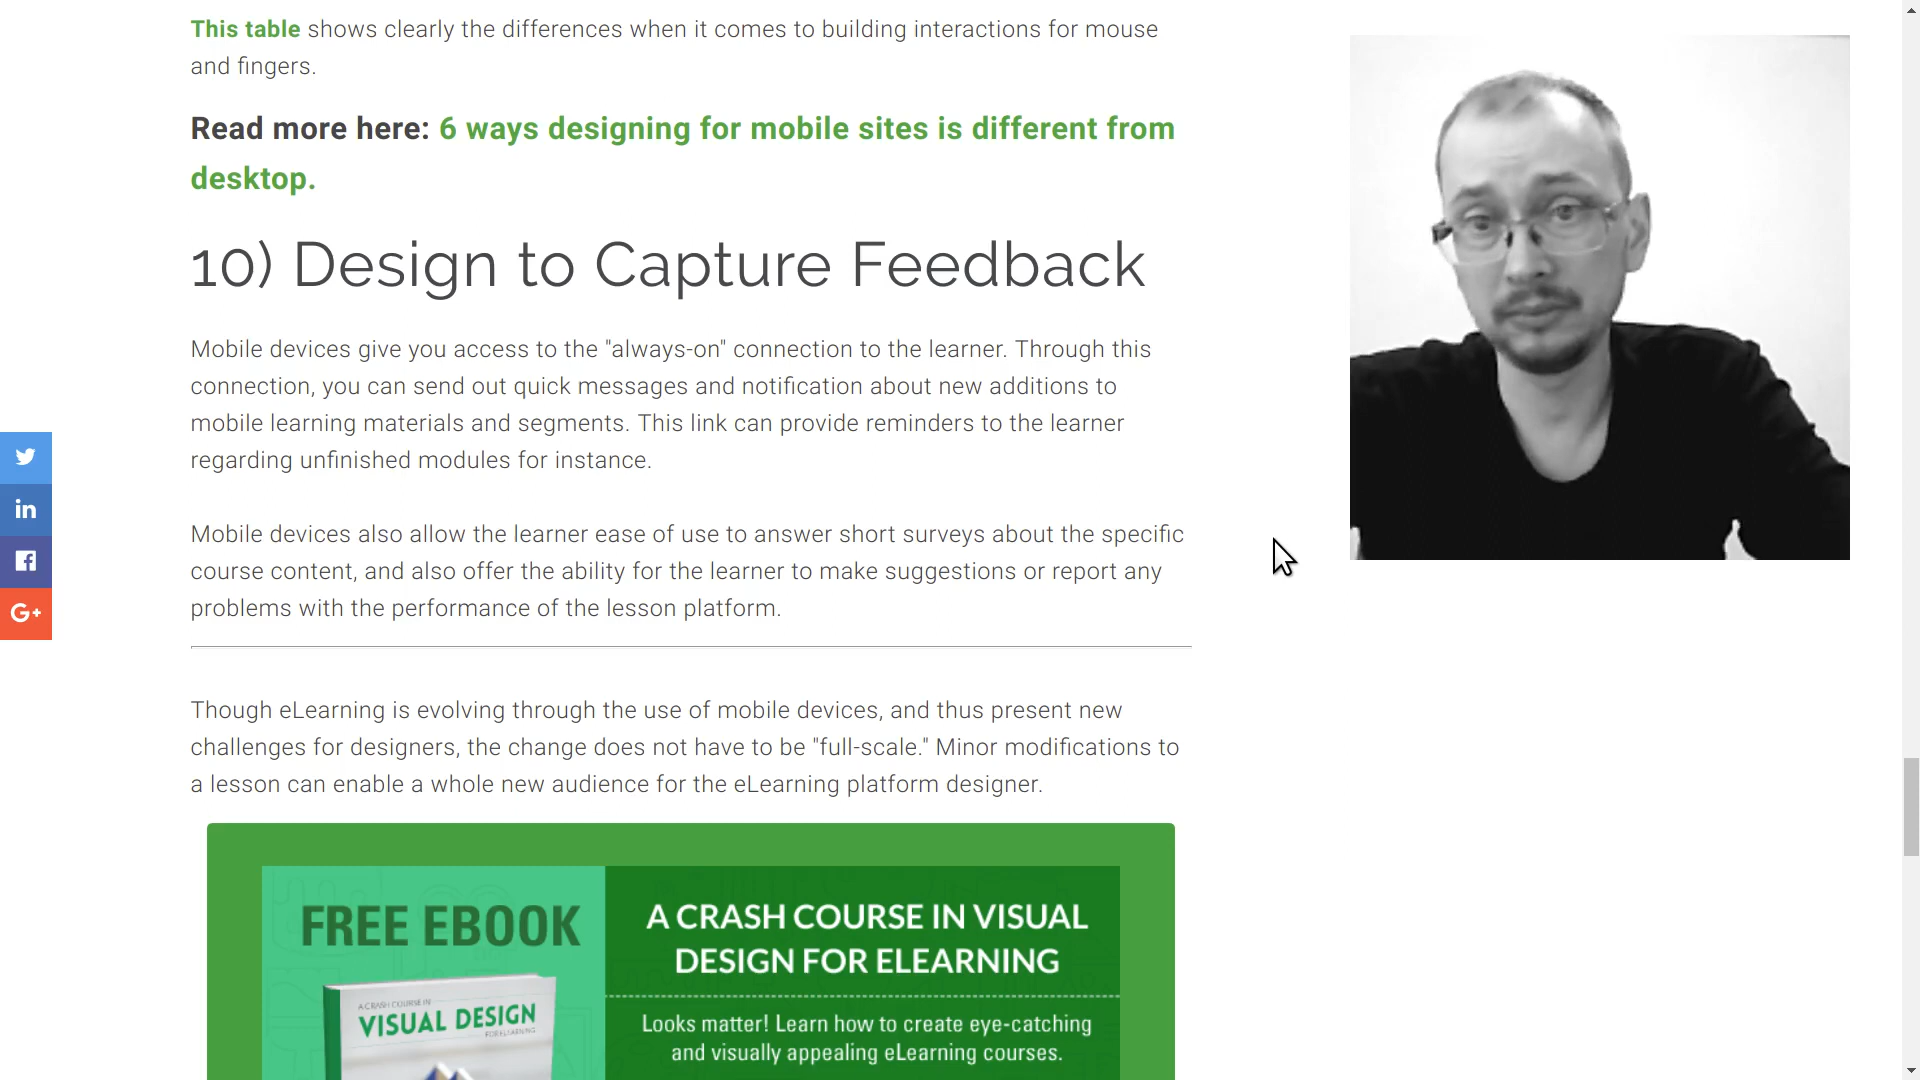 This table shows clearly the differences when it comes to building interactions for mouse
and fingers.
Read more here: 6 ways designing for mobile sites is different from
desktop.
10) Design to Capture Feedback
Mobile devices give you access to the "always-on" connection to the learner. Through this
connection, you can send out quick messages and notification about new additions to
mobile learning materials and segments. This link can provide reminders to the learner
regarding unfinished modules for instance.
Mobile devices also allow the learner ease of use to answer short surveys about the specific
course content, and also offer the ability for the learner to make suggestions or report any
problems with the performance of the lesson platform.
in
G+
Though eLearning is evolving through the use of mobile devices, and thus present new
challenges for designers, the change does not have to be "full-scale." Minor modifications to
a lesson can enable a whole new audience for the eLearning platform designer.
FREE EBOOK
A CRASH COURSE IN
VISUAL DESIGN
FOR ELEARNING
A CRASH COURSE IN VISUAL
DESIGN FOR ELEARNING
Looks matter! Learn how to create eye-catching
and visually appealing eLearning courses.